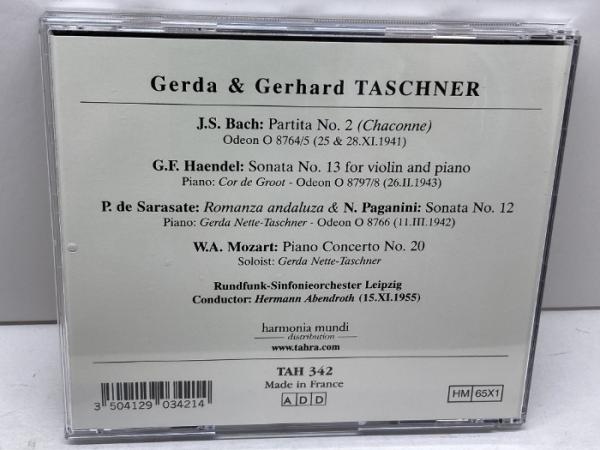 Gerda & Gerhard TASCHNER
J.S. Bach: Partita No. 2 (Chaconne)
Odeon O 8764/5 (25 & 28.XI.1941)
G.F. Haendel: Sonata No. 13 for violin and piano
Piano: Cor de Groot - Odeon O 8797/8 (26.II.1943)
P. de Sarasate: Romanza andaluza & N. Paganini: Sonata No. 12
Piano: Gerda Nette-Taschner - Odeon O 8766 (11.III.1942)
W.A. Mozart: Piano Concerto No. 20
Soloist: Gerda Nette-Taschner
Rundfunk-Sinfonieorchester Leipzig
Conductor: Hermann Abendroth (15.XI.1955)
harmonia mundi
distribution
www.tahra.com
TAH 342
Made in France
A D D
3 504129 034214
HM 65X1